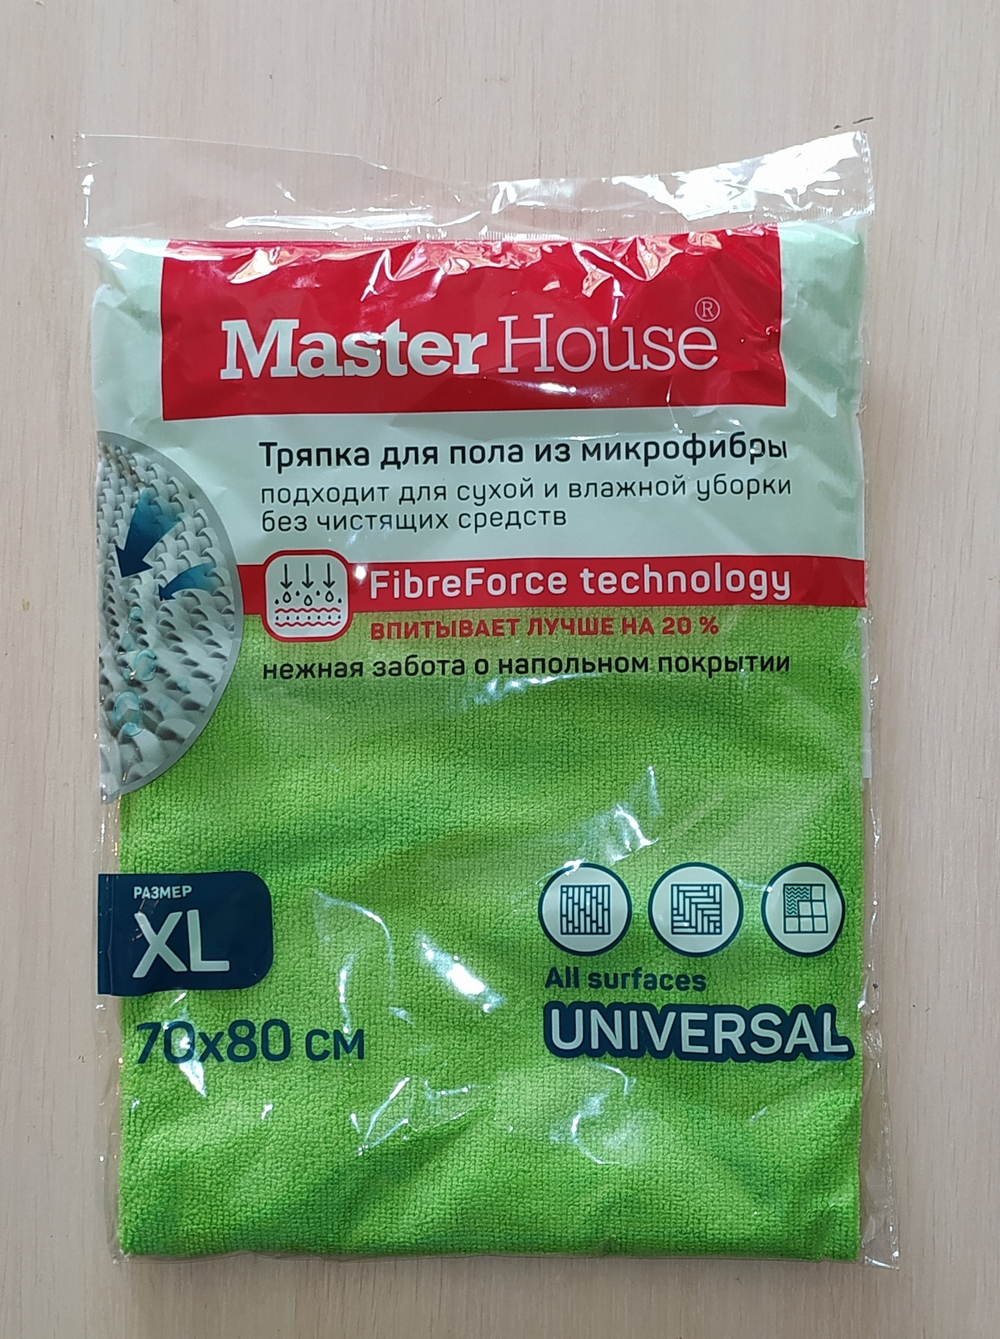 Master House®
Тряпка для пола из микрофибры
подходит для сухой и влажной уборки
без чистящих средств
FibreForce technology
ВПИТЫВАЕТ ЛУЧШЕ НА 20 %
нежная забота о напольном покрытии
РАЗМЕР
XL
70x80 см
All surfaces
UNIVERSAL